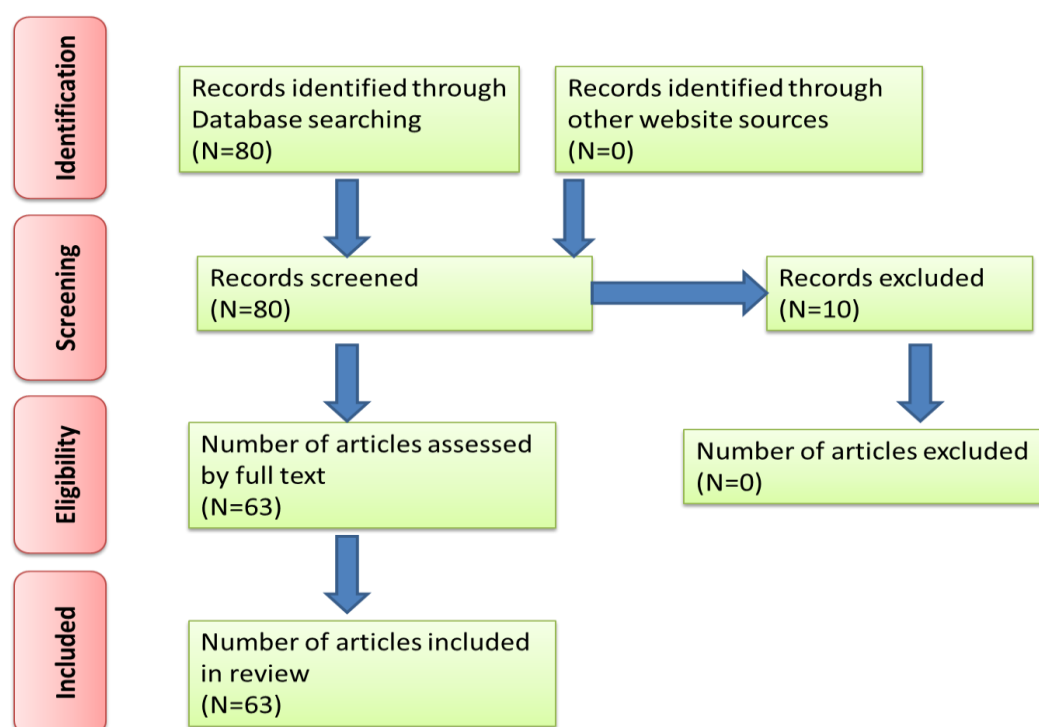 Identification
Records identified through
Database searching
(N=80)
Records identified through
other website sources
(N=0)
Screening
Records screened
(N=80)
Records excluded
(N=10)
Eligibility
Number of articles assessed
by full text
(N=63)
Number of articles excluded
(N=0)
Included
Number of articles included
in review
(N=63)